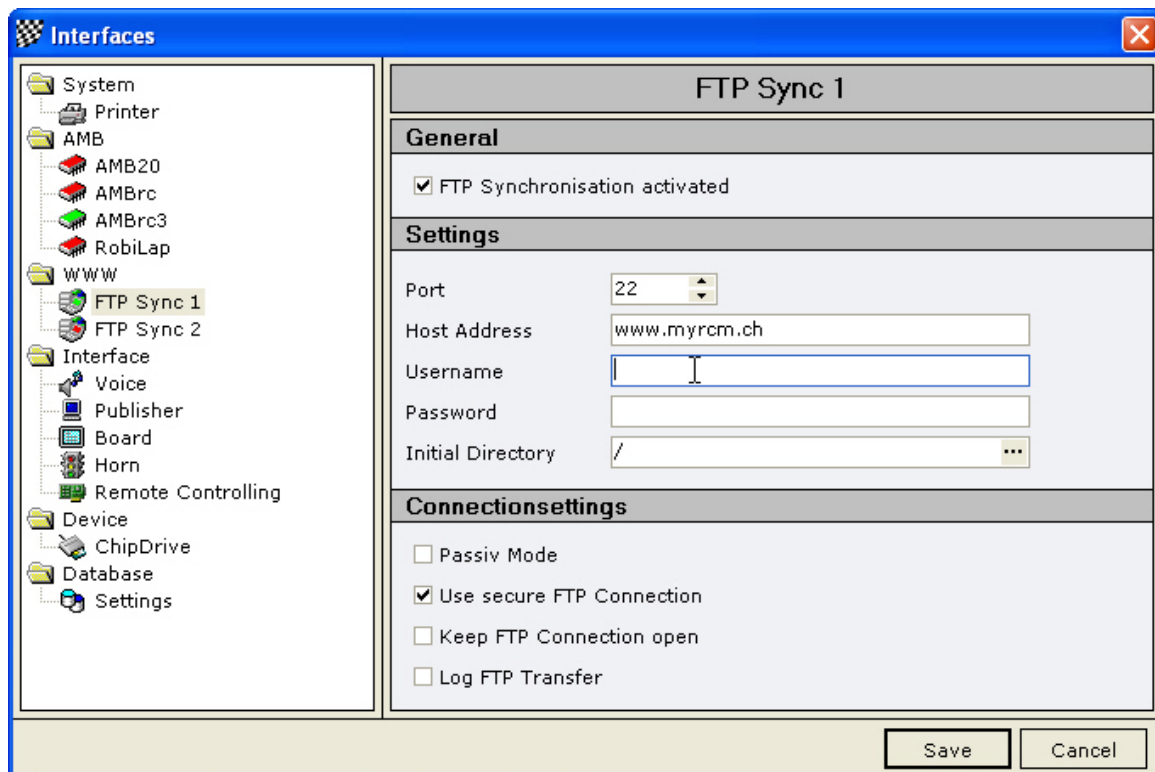 Interfaces
System
Printer
AMB
AMB20
AMBrc
AMBrc3
RobiLap
WWW
FTP Sync 1
FTP Sync 2
Interface
Voice
Publisher
Board
Horn
Remote Controlling
Device
ChipDrive
Database
Settings
FTP Sync 1
General
FTP Synchronisation activated
Settings
Port 22
Host Address www.myrcm.ch
Username
Password
Initial Directory / ...
Connectionsettings
Passiv Mode
Use secure FTP Connection
Keep FTP Connection open
Log FTP Transfer
Save Cancel